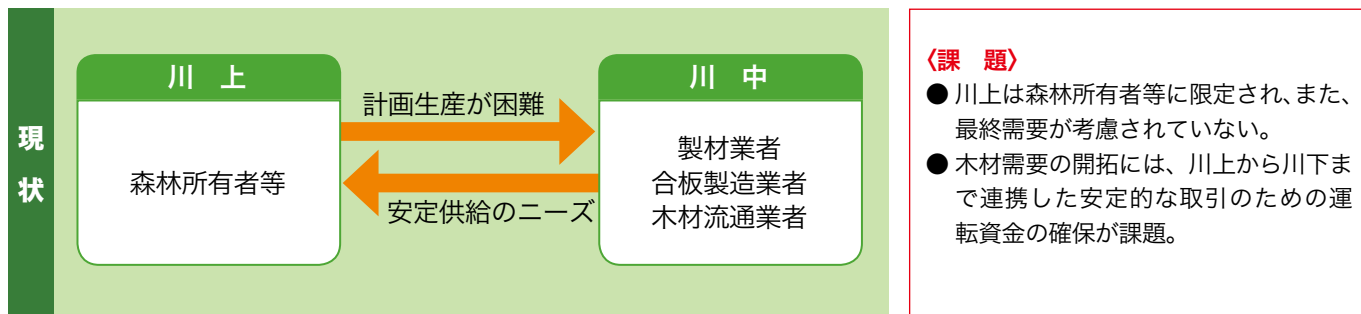 現状
川　上
森林所有者等
計画生産が困難
安定供給のニーズ
川　中
製材業者
合板製造業者
木材流通業者
〈課　題〉
● 川上は森林所有者等に限定され、また、
最終需要が考慮されていない。
● 木材需要の開拓には、川上から川下ま
で連携した安定的な取引のための運
転資金の確保が課題。